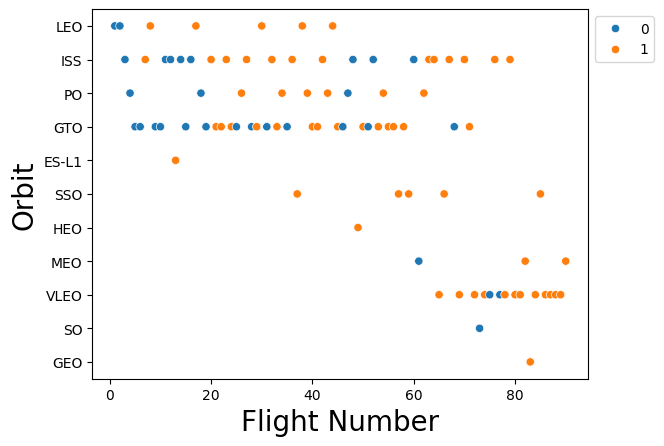 LEO
ISS
PO
GTO
ES-L1
SSO
HEO
MEO
VLEO
SO
GEO
Orbit
0
20
40
60
80
Flight Number
0
1